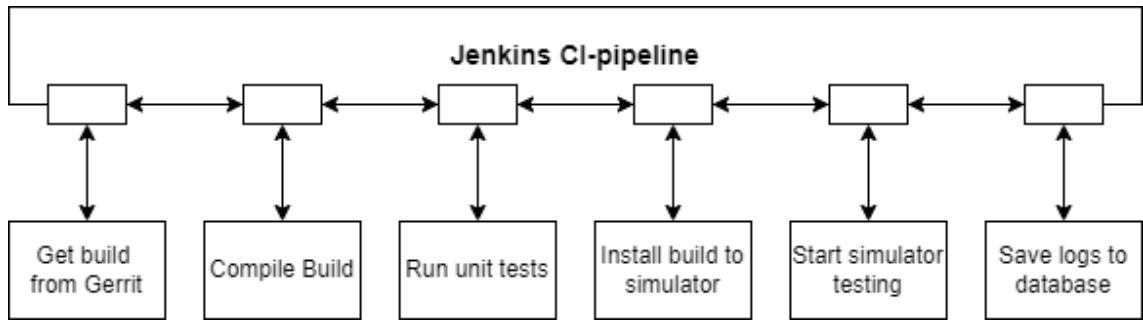 Jenkins CI-pipeline
Get build
from Gerrit
Compile Build
Run unit tests
Install build to
simulator
Start simulator
testing
Save logs to
database